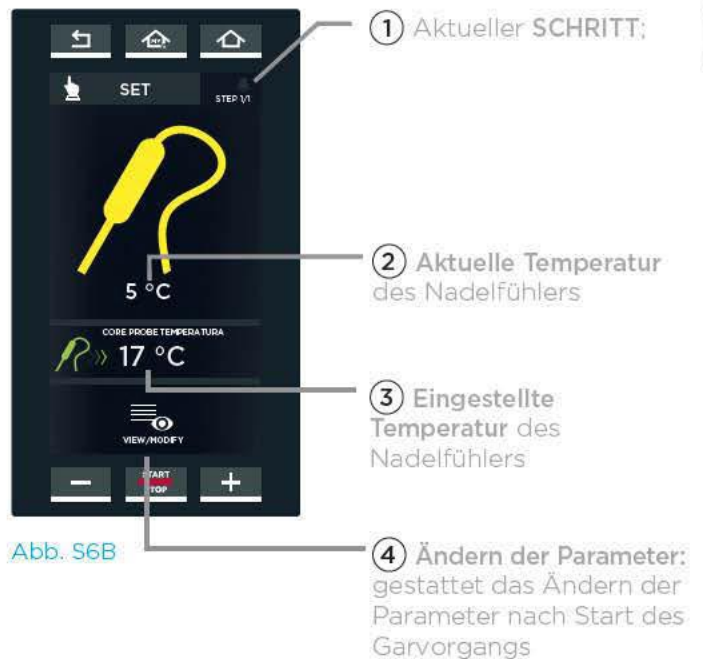 MY
SET
STEP 1/1
5 °C
CORE PROBE TEMPERATURA
17 °C
VIEW/MODIFY
START
STOP
Abb. S6B
1 Aktueller SCHRITT:
2 Aktuelle Temperatur
des Nadelfühlers
3 Eingestellte
Temperatur des
Nadelfühlers
4 Ändern der Parameter:
gestattet das Ändern der
Parameter nach Start des
Garvorgangs